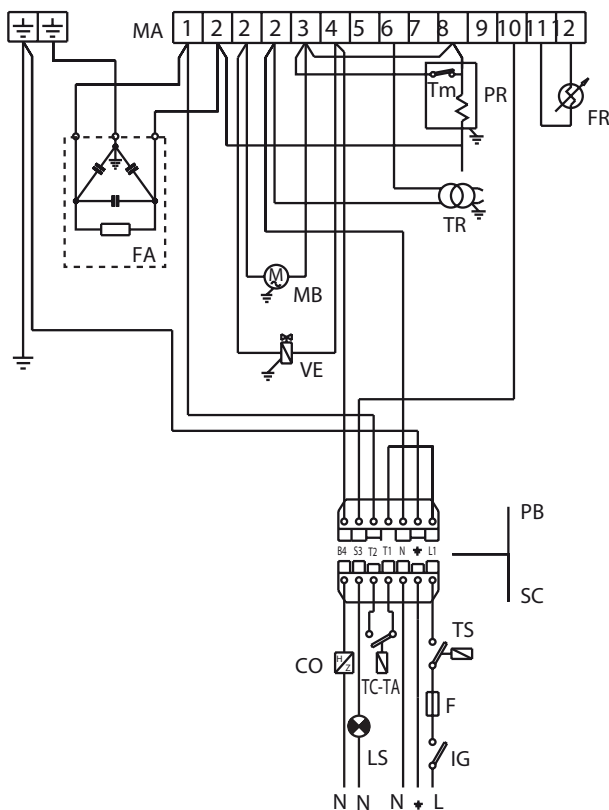 MA 1 2 2 2 3 4 5 6 7 8 9 10 11 12
Tm
PR
FR
FA
TR
M
MB
VE
PB
B4 S3 T2 T1 N L1
SC
TS
CO
H
Z
TC-TA
F
LS
IG
N N N L